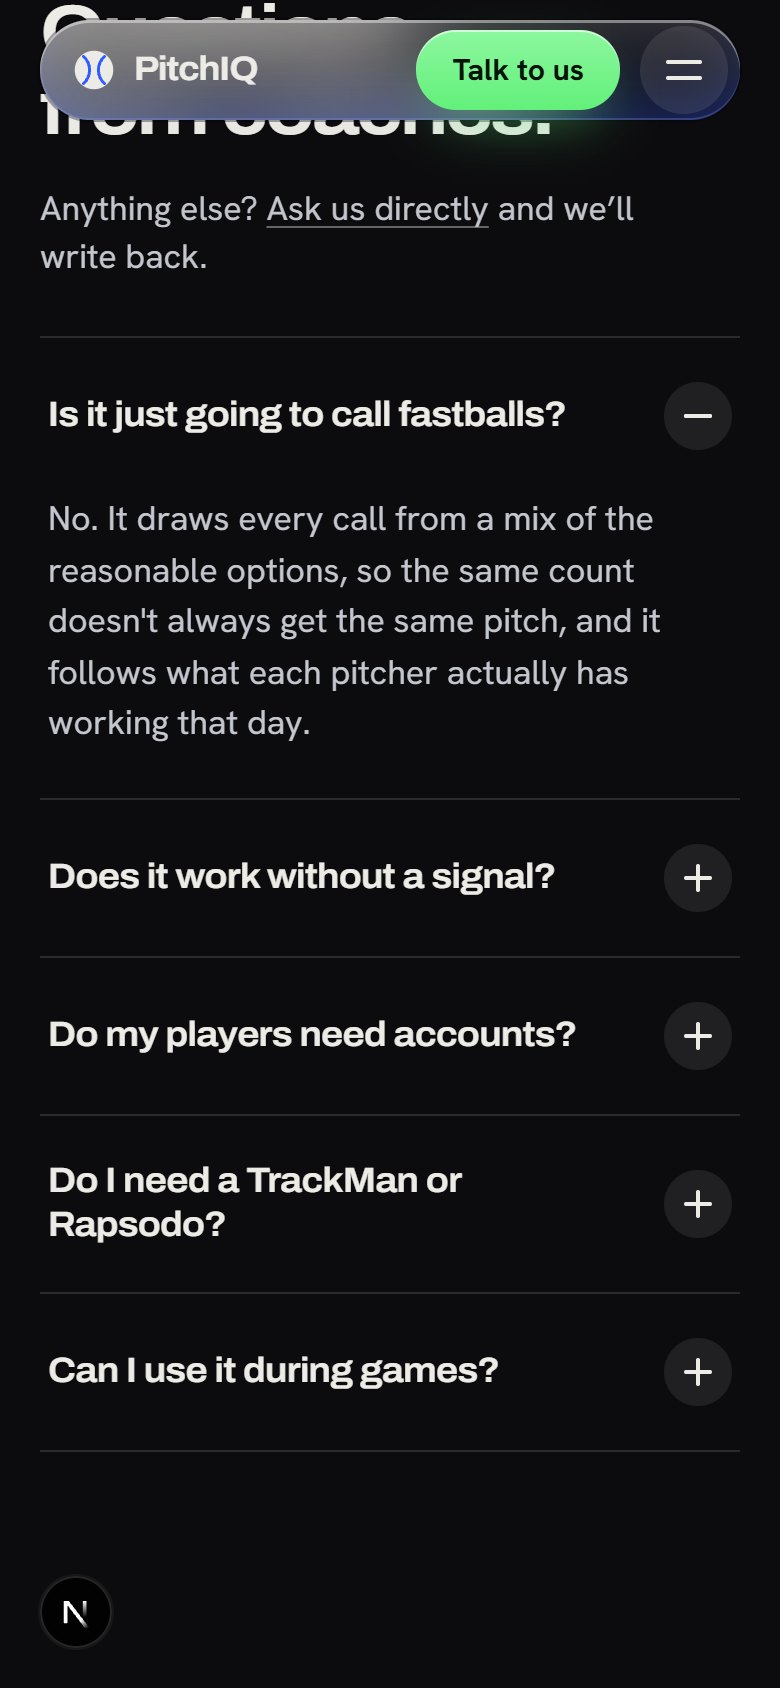 Questions
from coaches.
PitchIQ
Talk to us
Anything else? Ask us directly and we’ll
write back.
Is it just going to call fastballs?
No. It draws every call from a mix of the
reasonable options, so the same count
doesn't always get the same pitch, and it
follows what each pitcher actually has
working that day.
Does it work without a signal?
Do my players need accounts?
Do I need a TrackMan or
Rapsodo?
Can I use it during games?
N